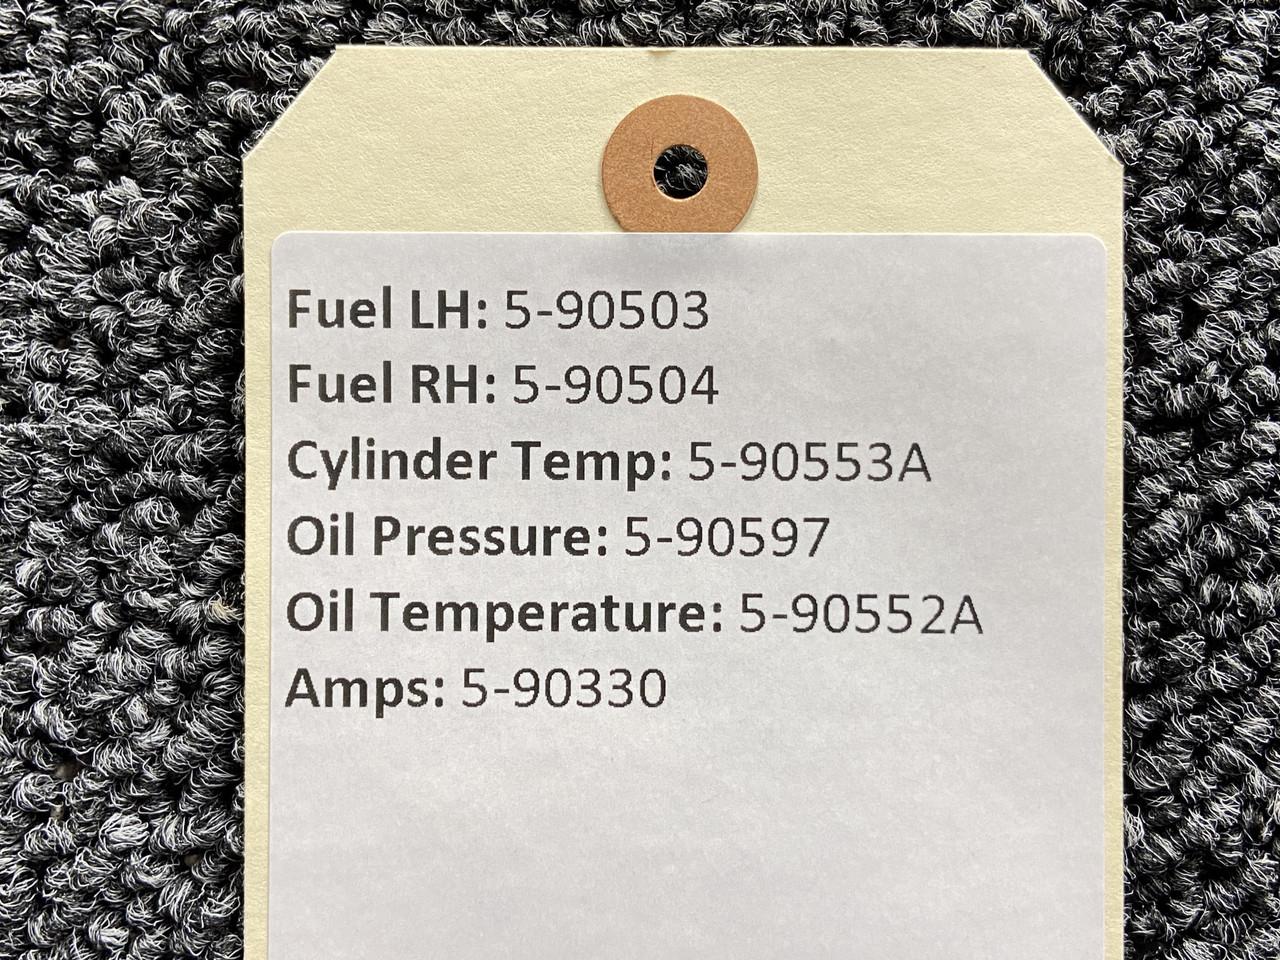 Fuel LH: 5-90503
Fuel RH: 5-90504
Cylinder Temp: 5-90553A
Oil Pressure: 5-90597
Oil Temperature: 5-90552A
Amps: 5-90330